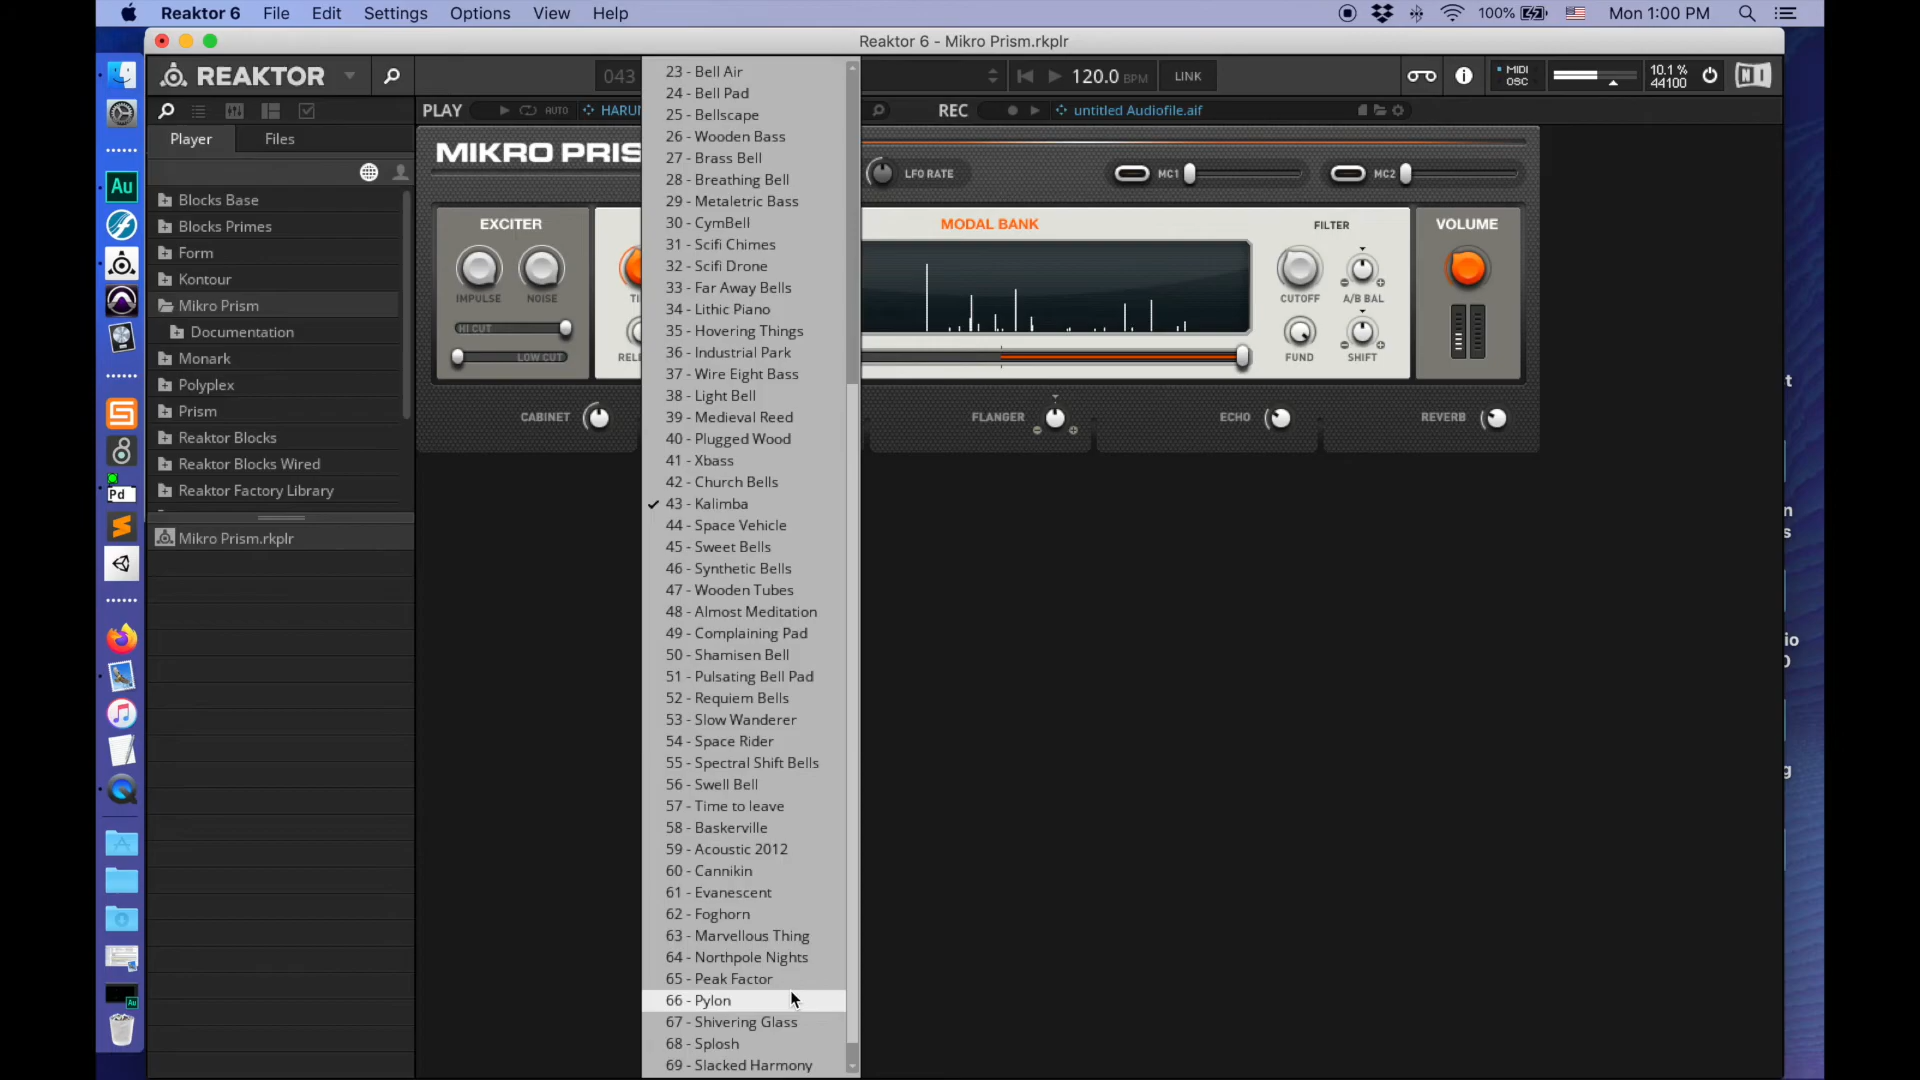 Reaktor 6 File Edit Settings Options View Help 100% Mon 1:00 PM
Reaktor 6 - Mikro Prism.rkplr
REAKTOR 043 120.0 BPM LINK MIDI OSC 10.1 % 44100 NI
PLAY AUTO HARUN REC untitled Audiofile.aif
Player Files
Blocks Base
Blocks Primes
Form
Kontour
Mikro Prism
Documentation
Monark
Polyplex
Prism
Reaktor Blocks
Reaktor Blocks Wired
Reaktor Factory Library
Mikro Prism.rkplr
Au
Pd
Au
MIKRO PRIS
LFO RATE MC1 MC2
EXCITER
IMPULSE NOISE
HI CUT
LOW CUT
TI
RELE
MODAL BANK
FILTER
CUTOFF A/B BAL
FUND SHIFT
VOLUME
CABINET FLANGER ECHO REVERB
23 - Bell Air
24 - Bell Pad
25 - Bellscape
26 - Wooden Bass
27 - Brass Bell
28 - Breathing Bell
29 - Metaletric Bass
30 - CymBell
31 - Scifi Chimes
32 - Scifi Drone
33 - Far Away Bells
34 - Lithic Piano
35 - Hovering Things
36 - Industrial Park
37 - Wire Eight Bass
38 - Light Bell
39 - Medieval Reed
40 - Plugged Wood
41 - Xbass
42 - Church Bells
43 - Kalimba
44 - Space Vehicle
45 - Sweet Bells
46 - Synthetic Bells
47 - Wooden Tubes
48 - Almost Meditation
49 - Complaining Pad
50 - Shamisen Bell
51 - Pulsating Bell Pad
52 - Requiem Bells
53 - Slow Wanderer
54 - Space Rider
55 - Spectral Shift Bells
56 - Swell Bell
57 - Time to leave
58 - Baskerville
59 - Acoustic 2012
60 - Cannikin
61 - Evanescent
62 - Foghorn
63 - Marvellous Thing
64 - Northpole Nights
65 - Peak Factor
66 - Pylon
67 - Shivering Glass
68 - Splosh
69 - Slacked Harmony